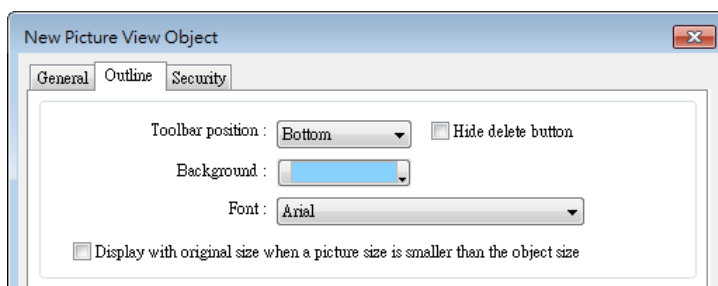 New Picture View Object
General Outline Security
Toolbar position : Bottom Hide delete button
Background :
Font : Arial
Display with original size when a picture size is smaller than the object size